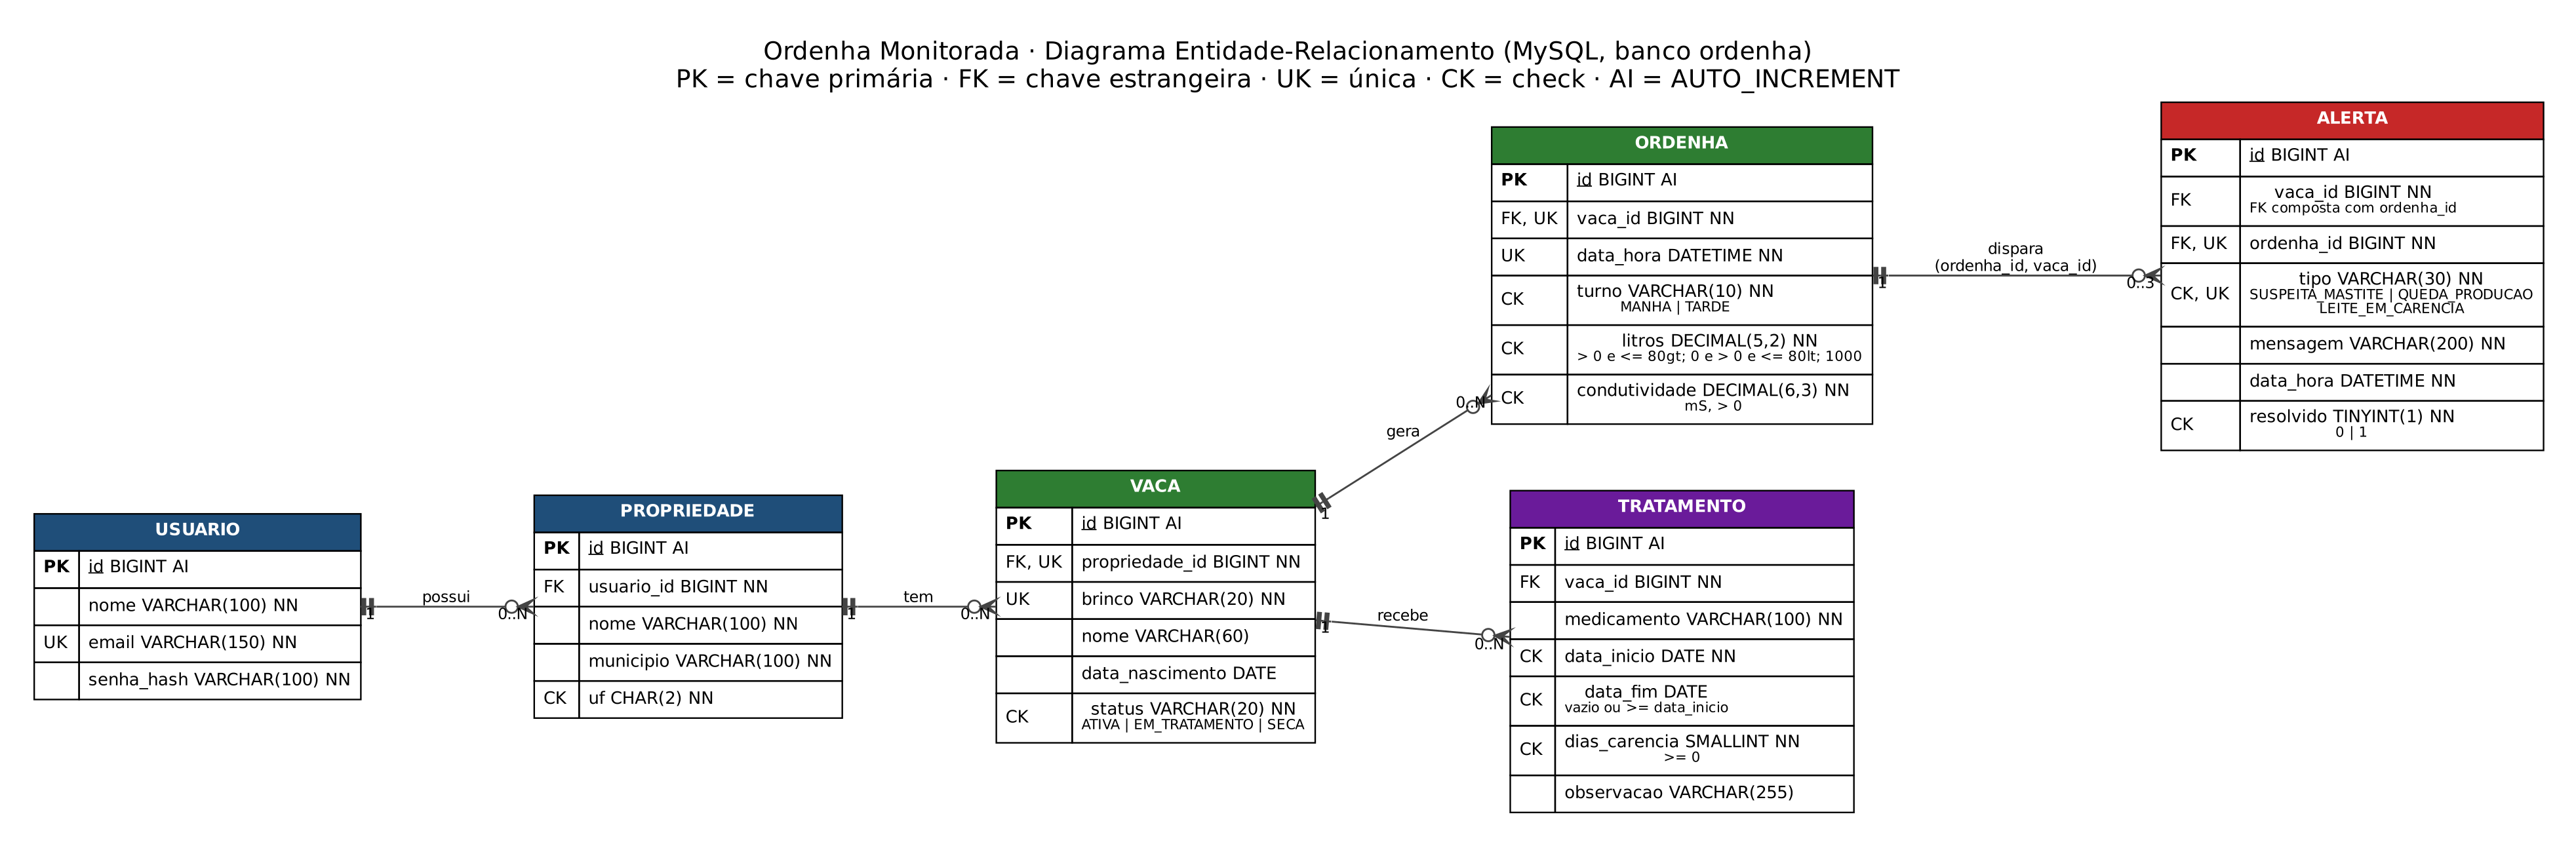 Ordenha Monitorada · Diagrama Entidade-Relacionamento (MySQL, banco ordenha)
PK = chave primária · FK = chave estrangeira · UK = única · CK = check · AI = AUTO_INCREMENT
USUARIO
PK id BIGINT AI
nome VARCHAR(100) NN
UK email VARCHAR(150) NN
senha_hash VARCHAR(100) NN
1
possui
0..N
PROPRIEDADE
PK id BIGINT AI
FK usuario_id BIGINT NN
nome VARCHAR(100) NN
municipio VARCHAR(100) NN
CK uf CHAR(2) NN
1
tem
0..N
VACA
PK id BIGINT AI
FK, UK propriedade_id BIGINT NN
UK brinco VARCHAR(20) NN
nome VARCHAR(60)
data_nascimento DATE
CK status VARCHAR(20) NN
ATIVA | EM_TRATAMENTO | SECA
1
gera
0..N
1
recebe
0..N
ORDENHA
PK id BIGINT AI
FK, UK vaca_id BIGINT NN
UK data_hora DATETIME NN
CK turno VARCHAR(10) NN
MANHA | TARDE
CK litros DECIMAL(5,2) NN
> 0 e <= 80gt; 0 e > 0 e <= 80lt; 1000
CK condutividade DECIMAL(6,3) NN
mS, > 0
1
dispara
(ordenha_id, vaca_id)
0..3
TRATAMENTO
PK id BIGINT AI
FK vaca_id BIGINT NN
medicamento VARCHAR(100) NN
CK data_inicio DATE NN
CK data_fim DATE
vazio ou >= data_inicio
CK dias_carencia SMALLINT NN
>= 0
observacao VARCHAR(255)
ALERTA
PK id BIGINT AI
FK vaca_id BIGINT NN
FK composta com ordenha_id
FK, UK ordenha_id BIGINT NN
CK, UK tipo VARCHAR(30) NN
SUSPEITA_MASTITE | QUEDA_PRODUCAO
LEITE_EM_CARENCIA
mensagem VARCHAR(200) NN
data_hora DATETIME NN
CK resolvido TINYINT(1) NN
0 | 1